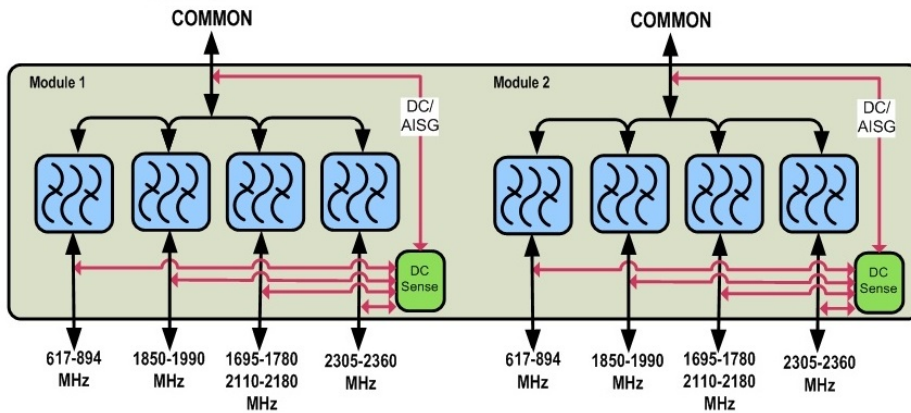 COMMON
COMMON
Module 1
Module 2
DC/
AISG
DC/
AISG
DC
Sense
DC
Sense
617-894
MHz
1850-1990
MHz
1695-1780
2110-2180
MHz
2305-2360
MHz
617-894
MHz
1850-1990
MHz
1695-1780
2110-2180
MHz
2305-2360
MHz